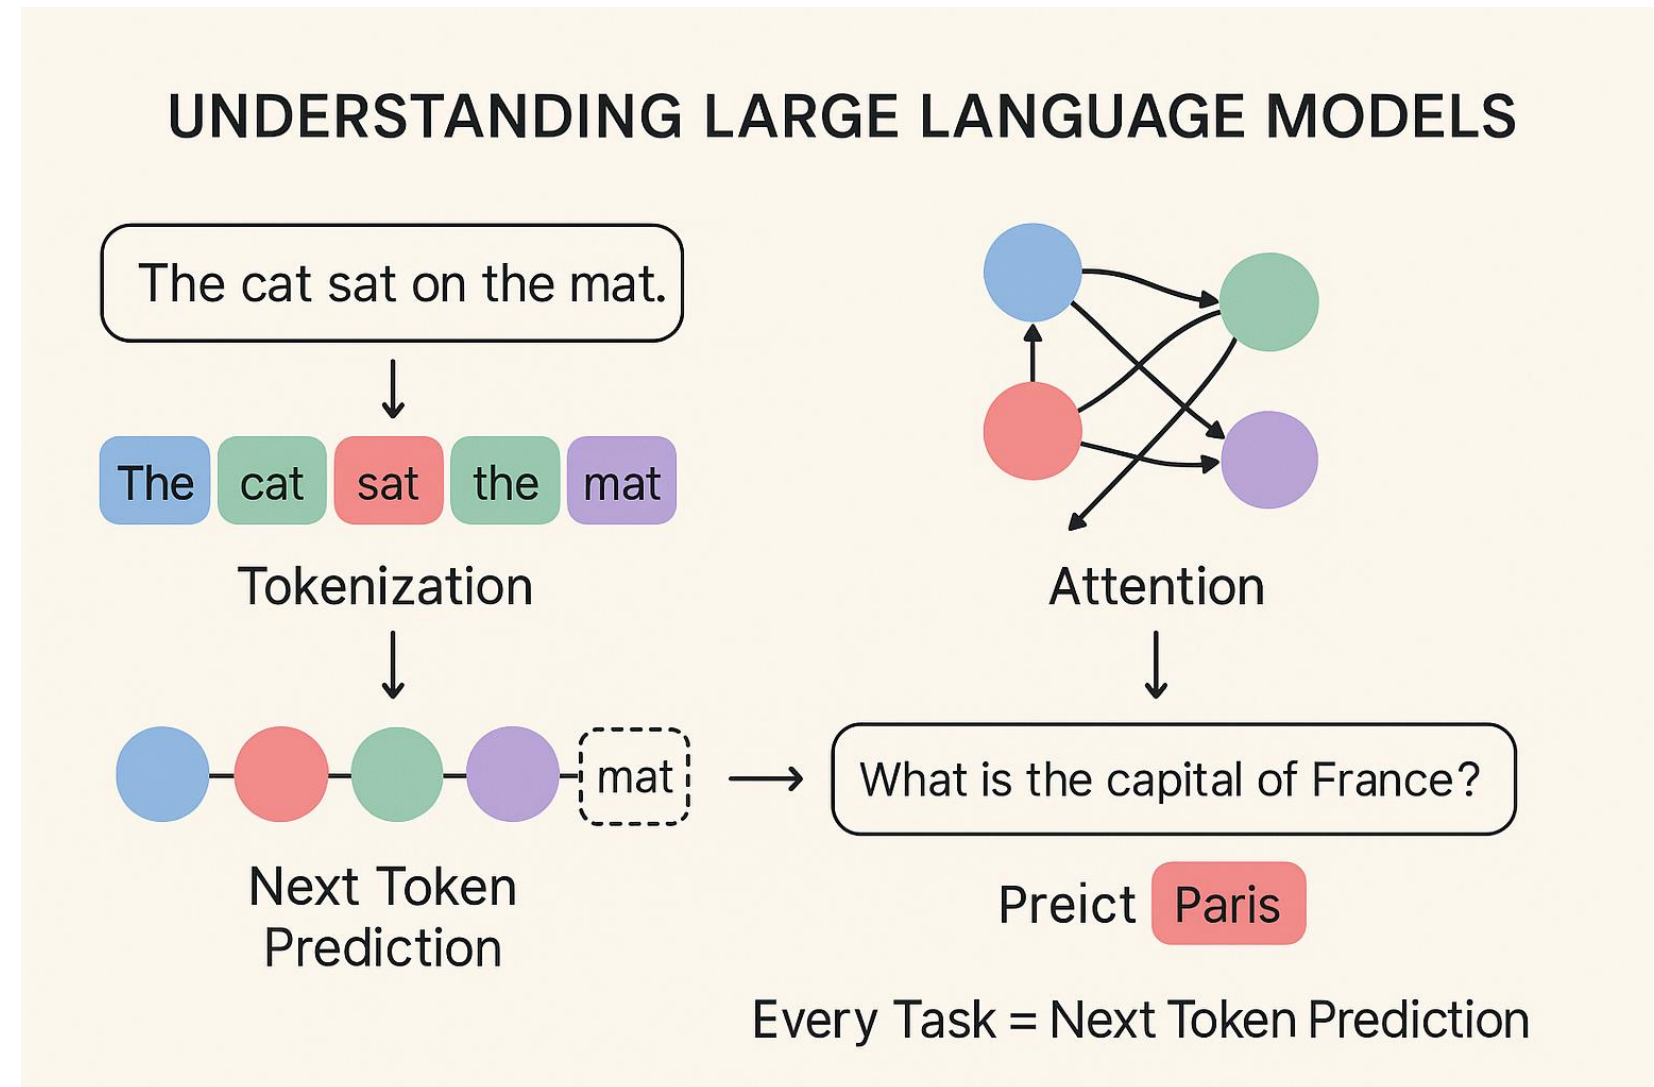 UNDERSTANDING LARGE LANGUAGE MODELS
The cat sat on the mat.
The cat sat the mat
Tokenization
mat
Next Token
Prediction
Attention
What is the capital of France?
Preict Paris
Every Task = Next Token Prediction